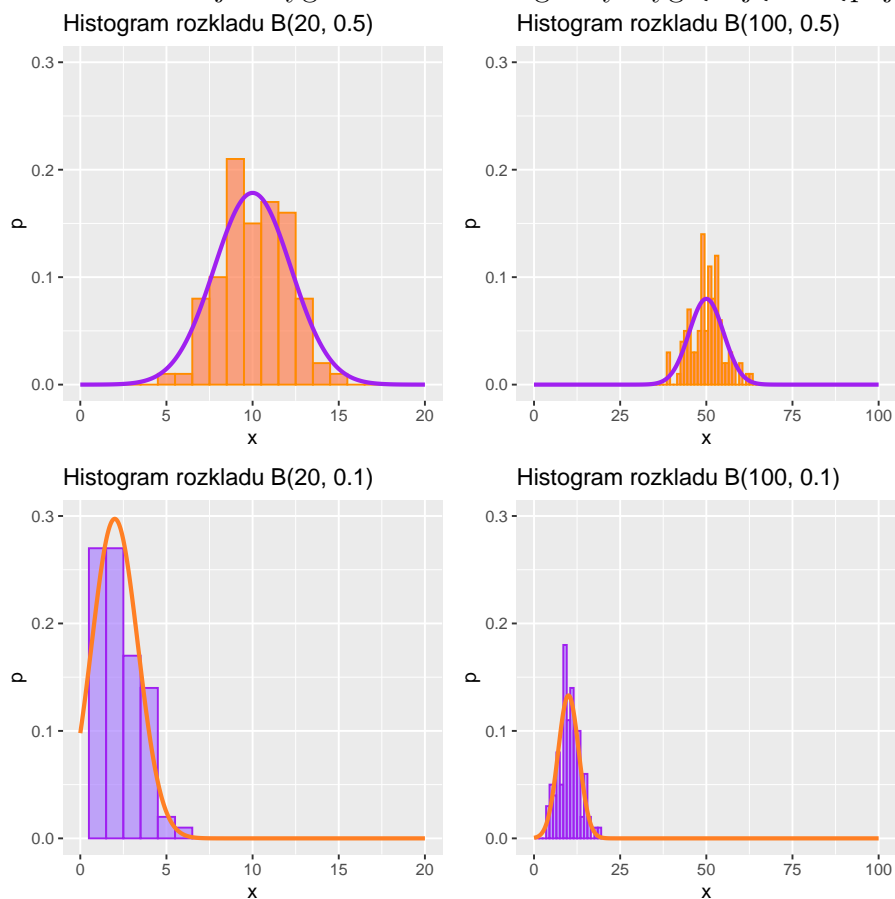 Histogram rozkladu B(20, 0.5)
0.3
0.2
0.1
0.0
p
0 5 10 15 20
x
Histogram rozkladu B(100, 0.5)
0.3
0.2
0.1
0.0
p
0 25 50 75 100
x
Histogram rozkladu B(20, 0.1)
0.3
0.2
0.1
0.0
p
0 5 10 15 20
x
Histogram rozkladu B(100, 0.1)
0.3
0.2
0.1
0.0
p
0 25 50 75 100
x